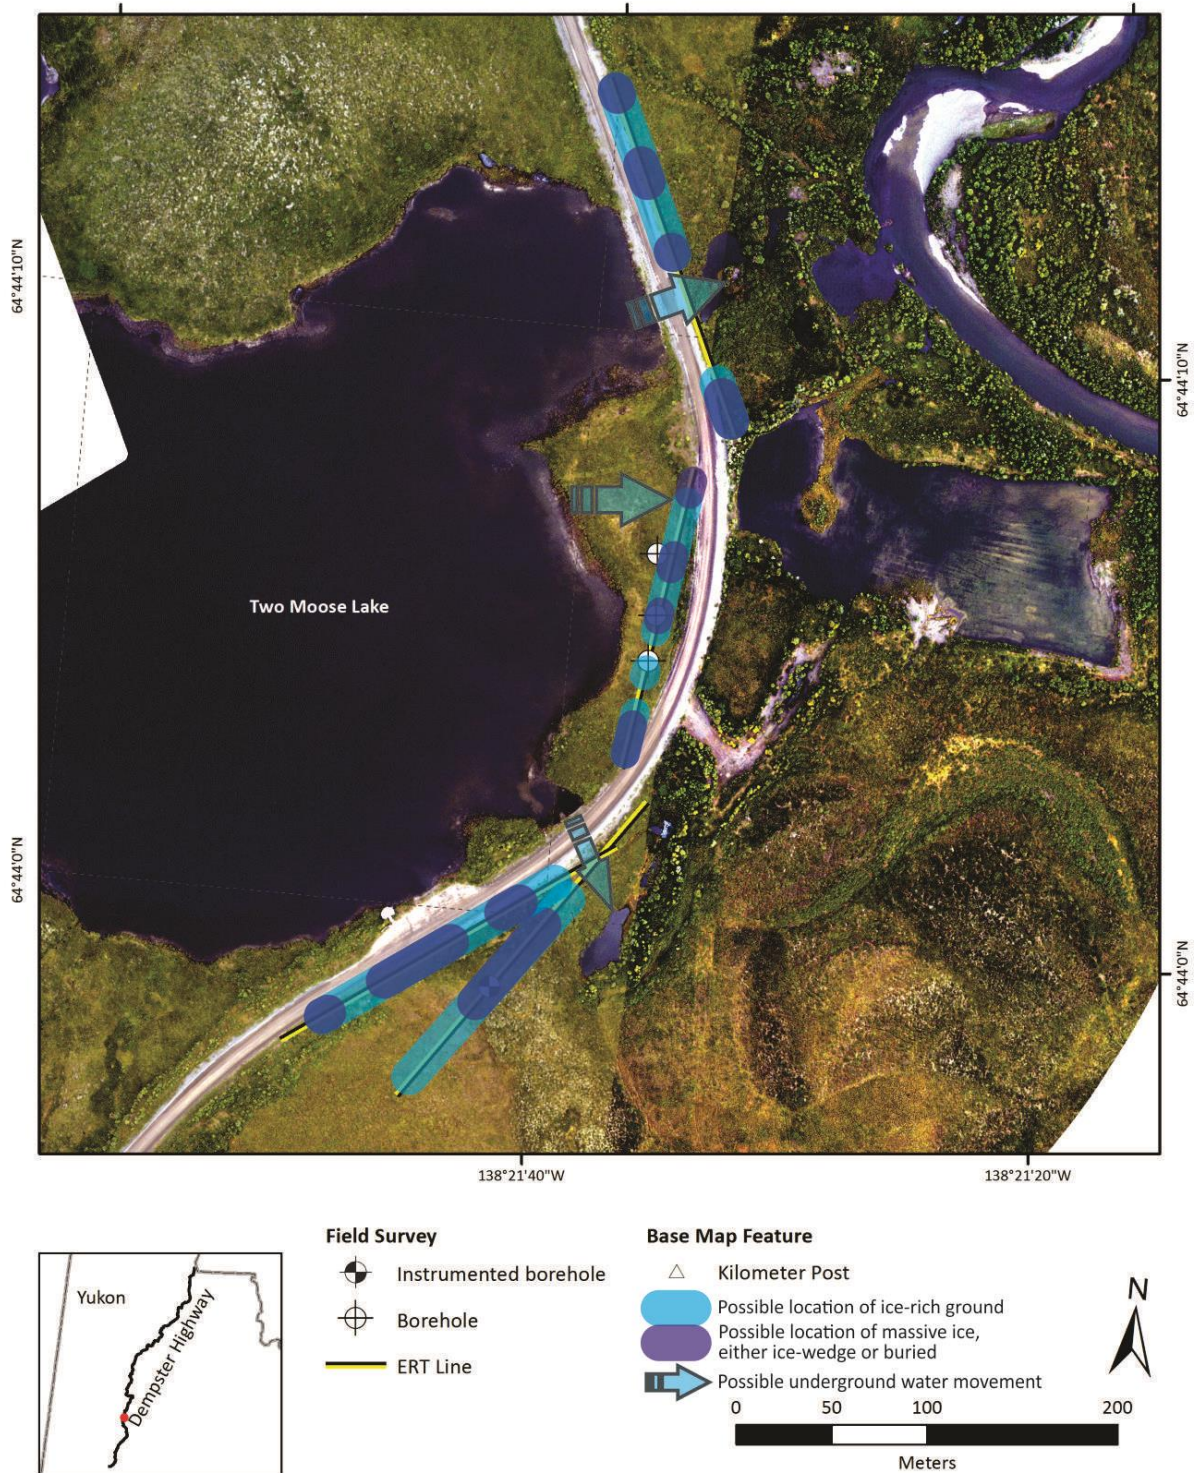 64°44'10"N
64°44'10"N
Two Moose Lake
64°44'0"N
64°44'0"N
138°21'40"W
138°21'20"W
Field Survey
Instrumented borehole
Borehole
ERT Line
Base Map Feature
Kilometer Post
Possible location of ice-rich ground
Possible location of massive ice,
either ice-wedge or buried
Possible underground water movement
N
0 50 100 200
Meters
Yukon
Dempster Highway